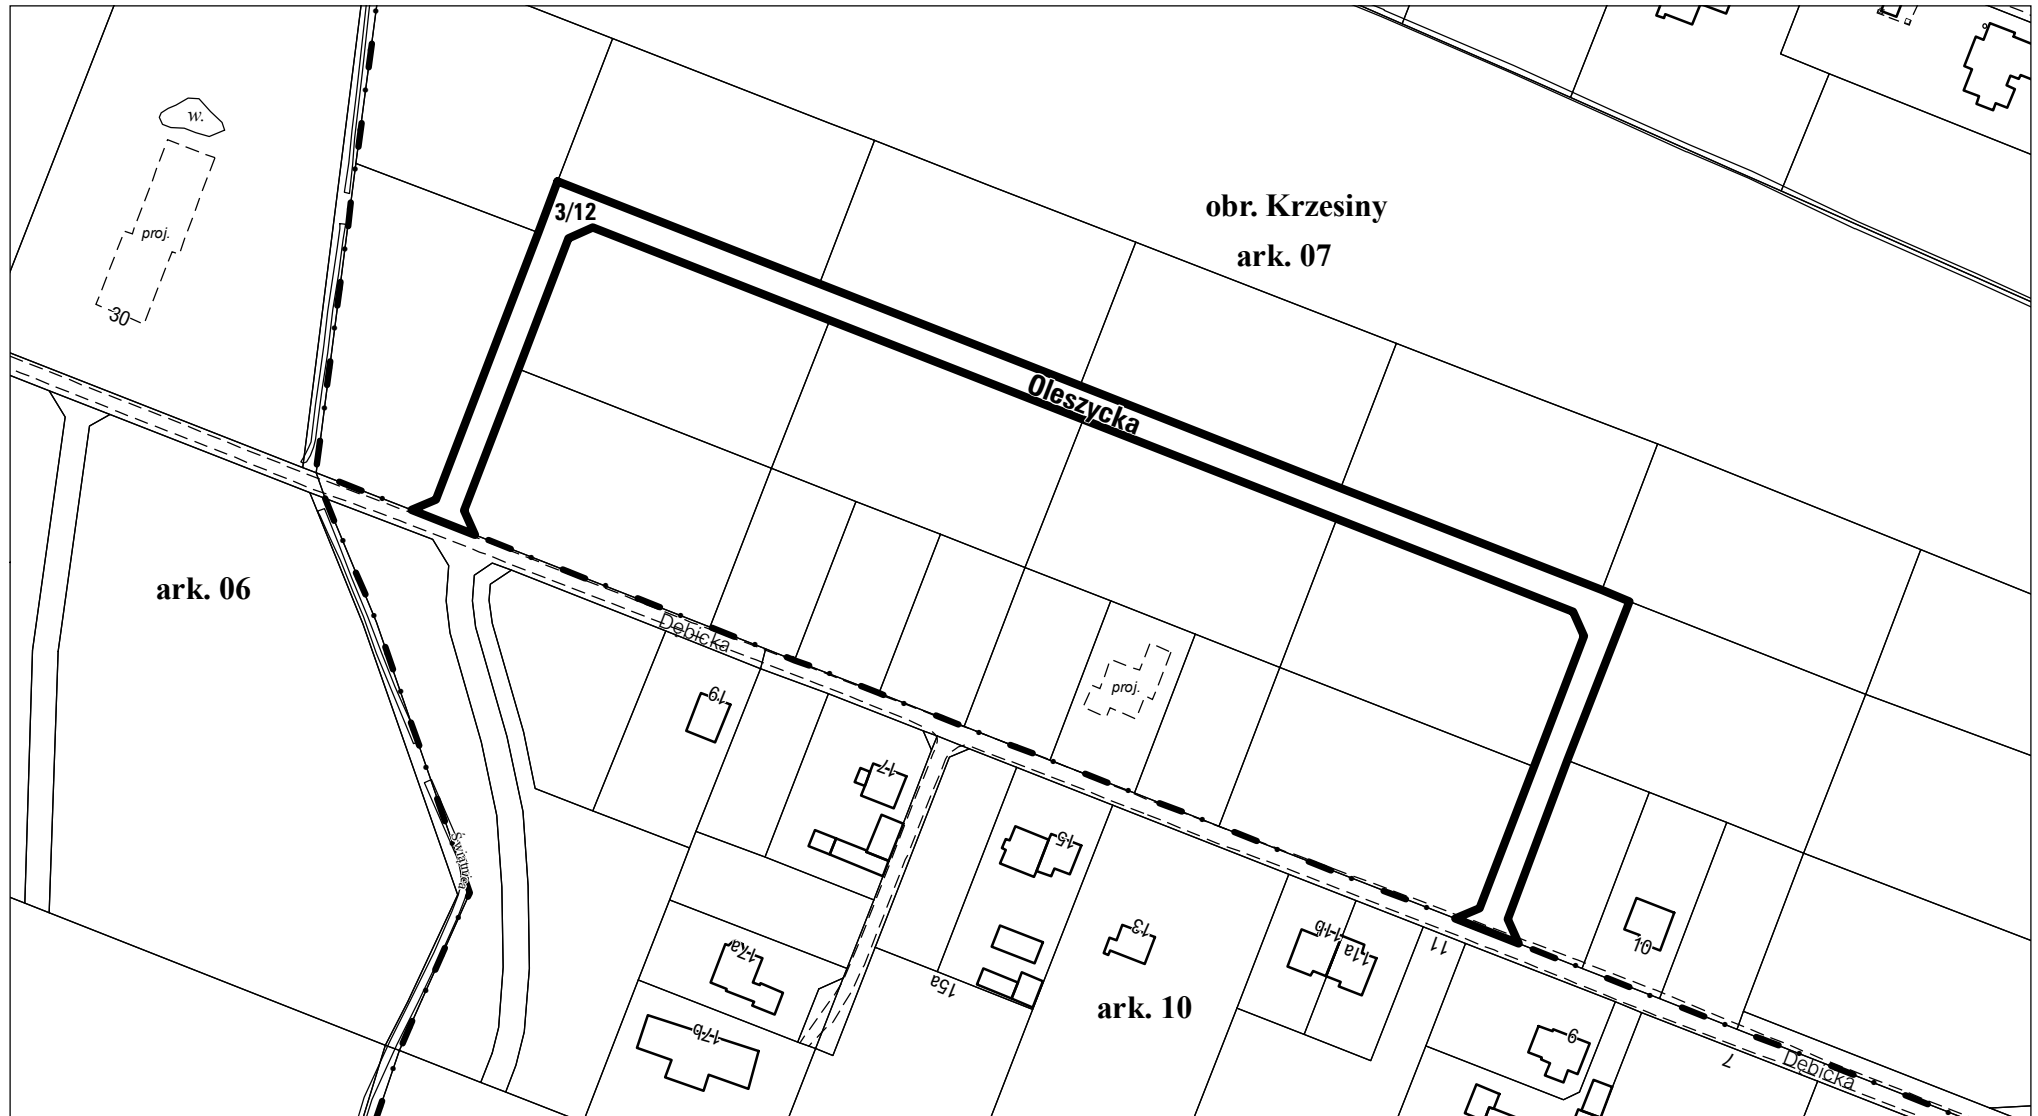 w.
proj.
30
3/12
obr. Krzesiny
ark. 07
Oleszycka
ark. 06
Dębicka
proj.
19
17
Świątnica
15
17a
15a
13
11b
11a
11
10
ark. 10
17b
9
7
Dębicka